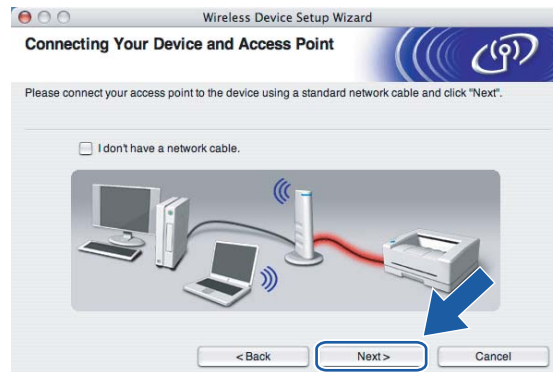 Wireless Device Setup Wizard
Connecting Your Device and Access Point
Please connect your access point to the device using a standard network cable and click "Next".
I don't have a network cable.
< Back
Next >
Cancel